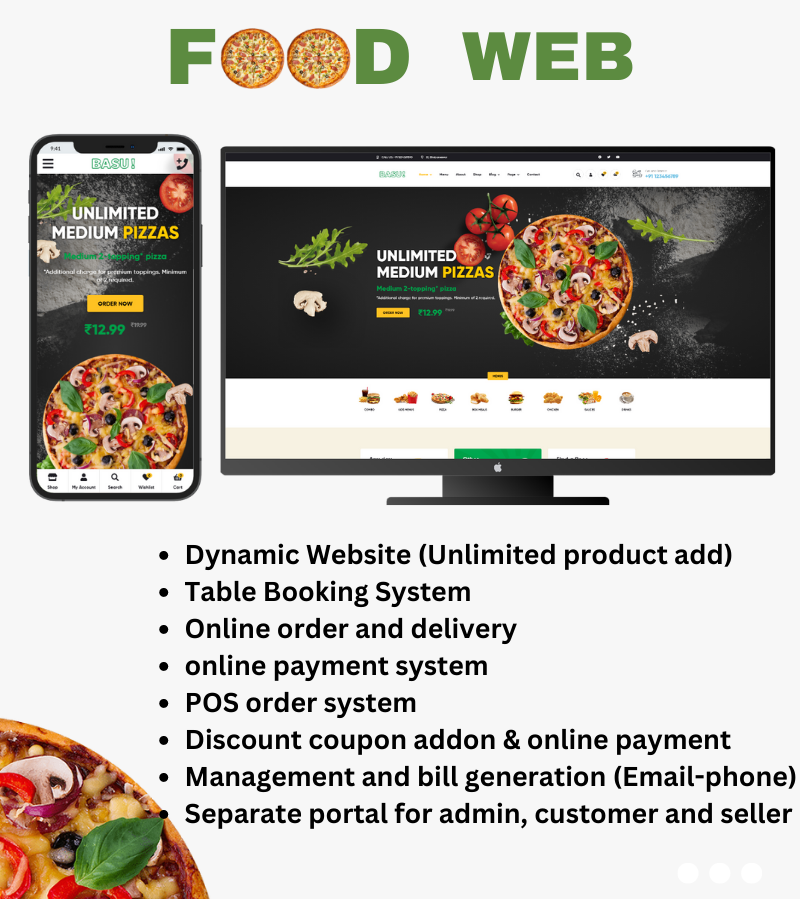 FOOD WEB
9:41
BASU!
UNLIMITED
MEDIUM PIZZAS
Medium 2-topping* pizza
*Additional charge for premium toppings. Minimum
of 2 required.
ORDER NOW
₹12.99
Shop My Account Search Wishlist Cart
BASU!
Home Menu About Shop Blog Page Contact
UNLIMITED
MEDIUM PIZZAS
Medium 2-topping* pizza
*Additional charge for premium toppings. Minimum of 2 required.
ORDER NOW ₹12.99
COMBO PIZZA BURGER CHICKEN DRINKS
Dynamic Website (Unlimited product add)
Table Booking System
Online order and delivery
online payment system
POS order system
Discount coupon addon & online payment
Management and bill generation (Email-phone)
Separate portal for admin, customer and seller